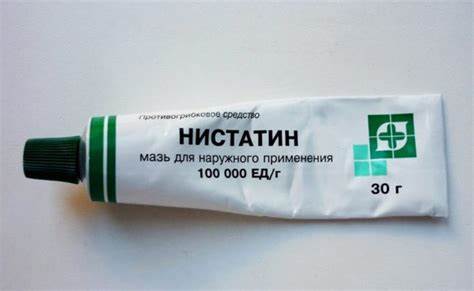 Противогрибковое средство
НИСТАТИН
мазь для наружного применения
100 000 ЕД/г
30 г